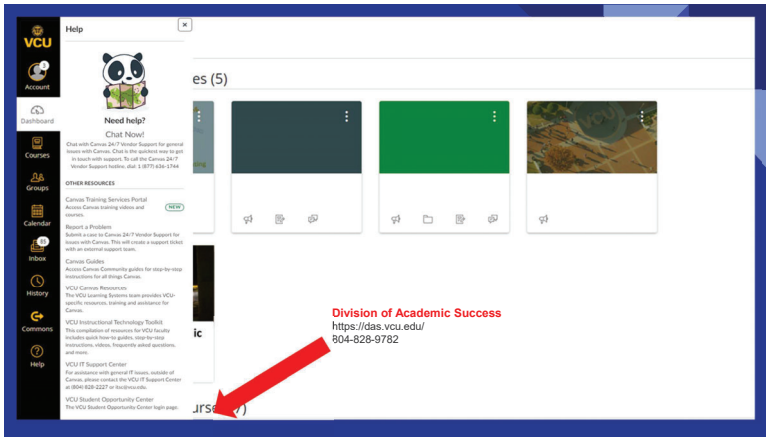 VCU
3
Account
Dashboard
Courses
Groups
Calendar
Inbox
History
Commons
Help
Help
×
Need help?
Chat Now!
Chat with Canvas 24/7 Vendor Support for general
issues with Canvas. Chat is the quickest way to get
in touch with support. To call the Canvas 24/7
Vendor Support hotline, dial: 1 (877) 636-1744
OTHER RESOURCES
Canvas Training Services Portal
Access Canvas training videos and
courses.
NEW
Report a Problem
Submit a case to Canvas 24/7 Vendor Support for
issues with Canvas. This will create a support ticket
with an external support team.
Canvas Guides
Access Canvas Community guides for step-by-step
instructions for all things Canvas.
VCU Canvas Resources
The VCU Learning Systems team provides VCU-
specific resources, training and assistance for
Canvas.
VCU Instructional Technology Toolkit
This compilation of resources for VCU faculty
includes quick how-to guides, step-by-step
instructions, videos, frequently asked questions,
and more.
VCU IT Support Center
For assistance with general IT issues, outside of
Canvas, please contact the VCU IT Support Center
at (804) 828-2227 or itsc@vcu.edu.
VCU Student Opportunity Center
The VCU Student Opportunity Center login page.
es (5)
ic
Division of Academic Success
https://das.vcu.edu/
804-828-9782
urse
7)